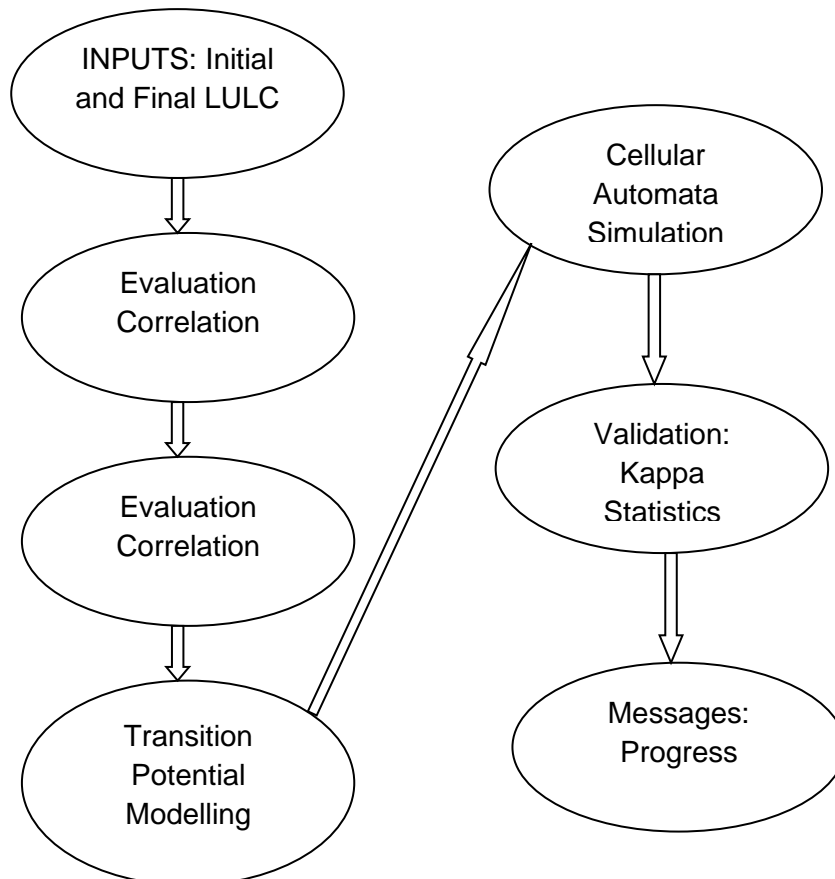 INPUTS: Initial
and Final LULC
Evaluation
Correlation
Evaluation
Correlation
Transition
Potential
Modelling
Cellular
Automata
Simulation
Validation:
Kappa
Statistics
Messages:
Progress